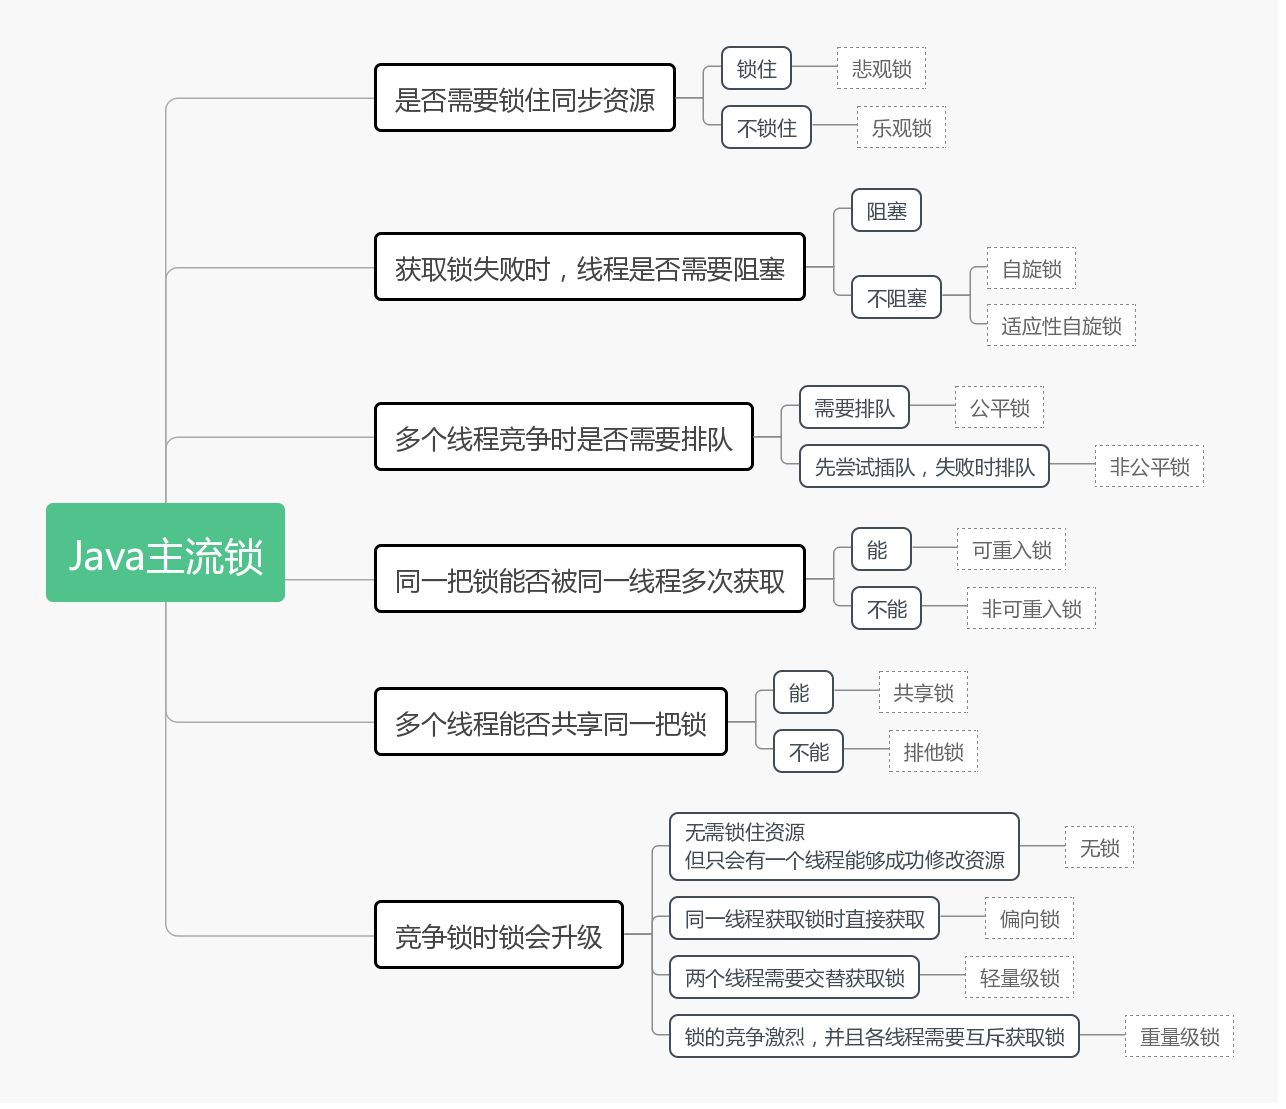 Java主流锁
是否需要锁住同步资源
锁住
悲观锁
不锁住
乐观锁
获取锁失败时，线程是否需要阻塞
阻塞
不阻塞
自旋锁
适应性自旋锁
多个线程竞争时是否需要排队
需要排队
公平锁
先尝试插队，失败时排队
非公平锁
同一把锁能否被同一线程多次获取
能
可重入锁
不能
非可重入锁
多个线程能否共享同一把锁
能
共享锁
不能
排他锁
竞争锁时锁会升级
无需锁住资源
但只会有一个线程能够成功修改资源
无锁
同一线程获取锁时直接获取
偏向锁
两个线程需要交替获取锁
轻量级锁
锁的竞争激烈，并且各线程需要互斥获取锁
重量级锁